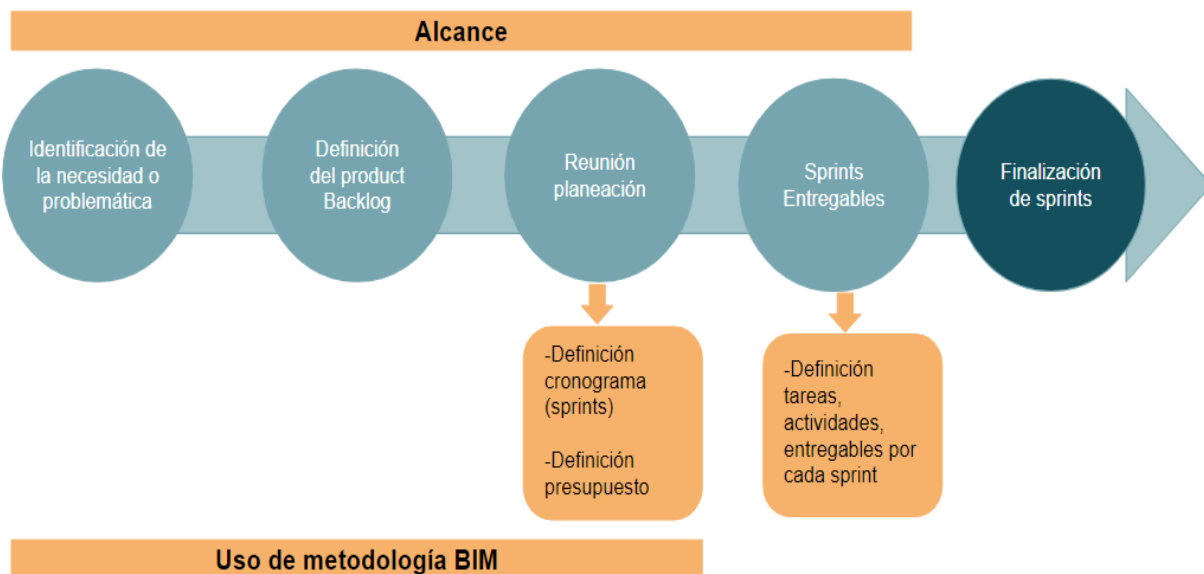 Alcance
Identificación de
la necesidad o
problemática
Definición
del product
Backlog
Reunión
planeación
Sprints
Entregables
Finalización
de sprints
-Definición
cronograma
(sprints)
-Definición
presupuesto
-Definición
tareas,
actividades,
entregables por
cada sprint
Uso de metodología BIM